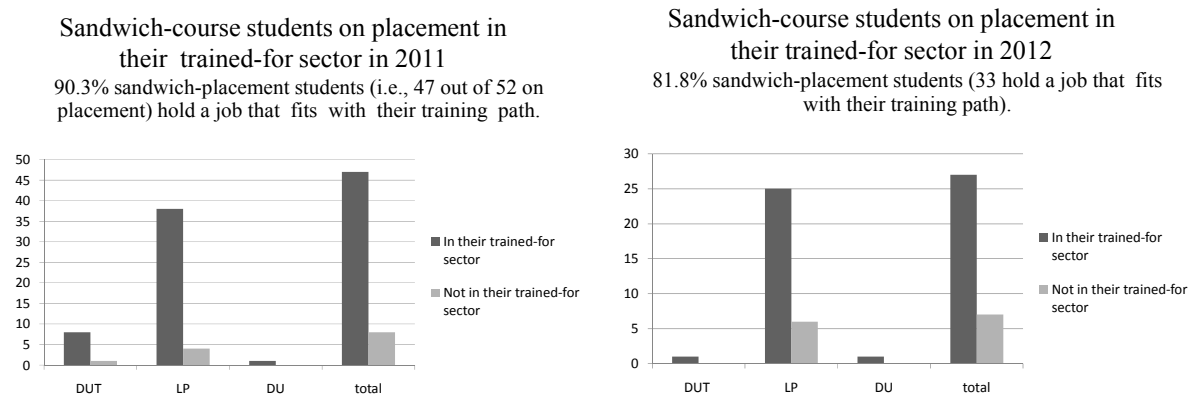 Sandwich-course students on placement in
their trained-for sector in 2011
90.3% sandwich-placement students (i.e., 47 out of 52 on
placement) hold a job that fits with their training path.
50
45
40
35
30
25
20
15
10
5
0
DUT
LP
DU
total
In their trained-for
sector
Not in their trained-for
sector
Sandwich-course students on placement in
their trained-for sector in 2012
81.8% sandwich-placement students (33 hold a job that fits
with their training path).
30
25
20
15
10
5
0
DUT
LP
DU
total
In their trained-for
sector
Not in their trained-for
sector